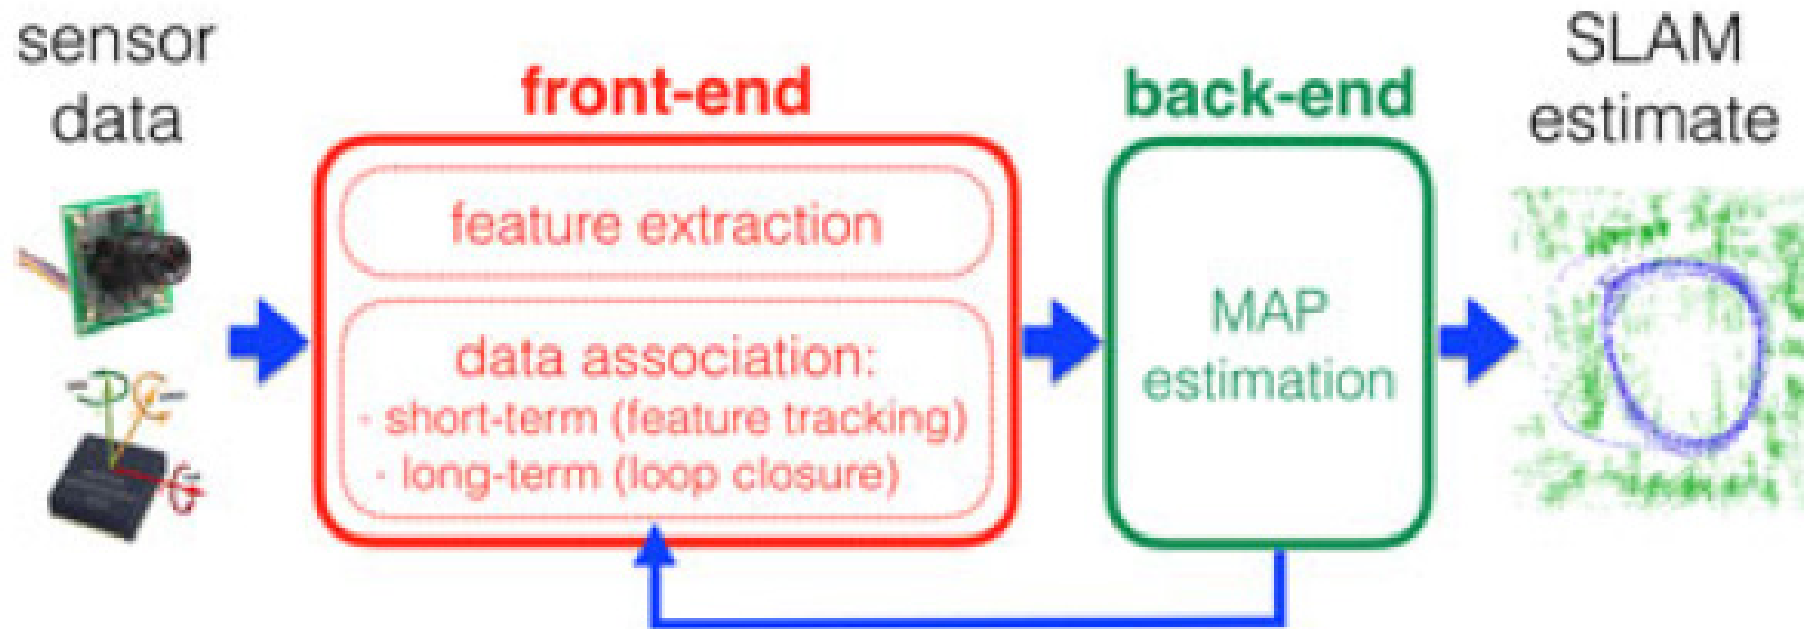 sensor
data
front-end
feature extraction
data association:
- short-term (feature tracking)
- long-term (loop closure)
back-end
MAP
estimation
SLAM
estimate